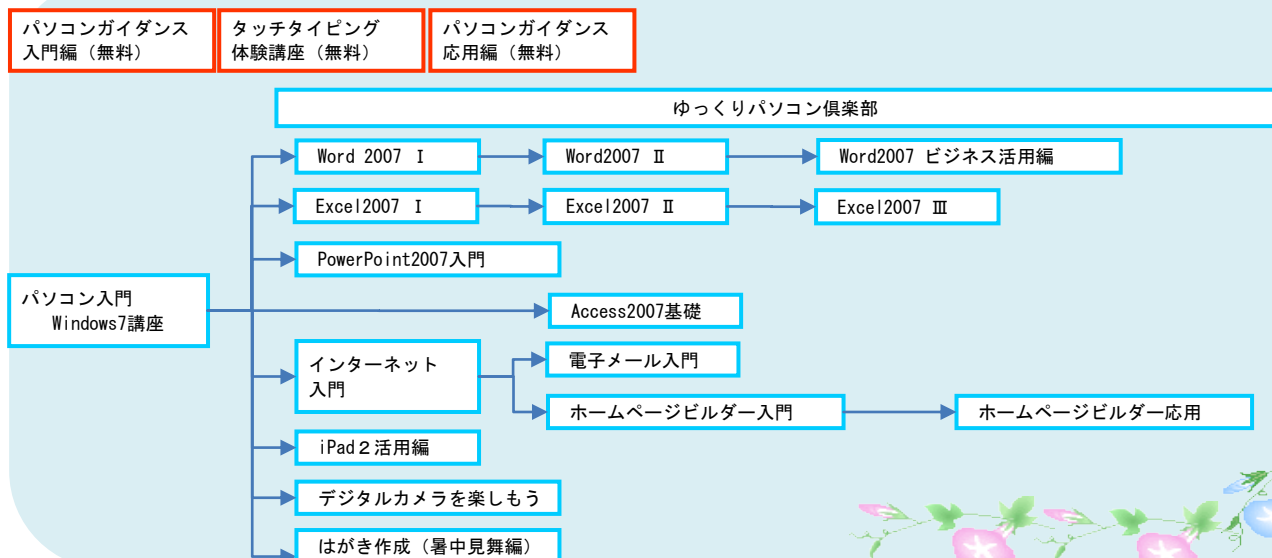 パソコンガイダンス
入門編（無料）
タッチタイピング
体験講座（無料）
パソコンガイダンス
応用編（無料）
ゆっくりパソコン倶楽部
Word 2007 Ⅰ
Word2007 Ⅱ
Word2007 ビジネス活用編
Excel2007 Ⅰ
Excel2007 Ⅱ
Excel2007 Ⅲ
PowerPoint2007入門
パソコン入門
Windows7講座
Access2007基礎
インターネット
入門
電子メール入門
ホームページビルダー入門
ホームページビルダー応用
iPad２活用編
デジタルカメラを楽しもう
はがき作成（暑中見舞編）